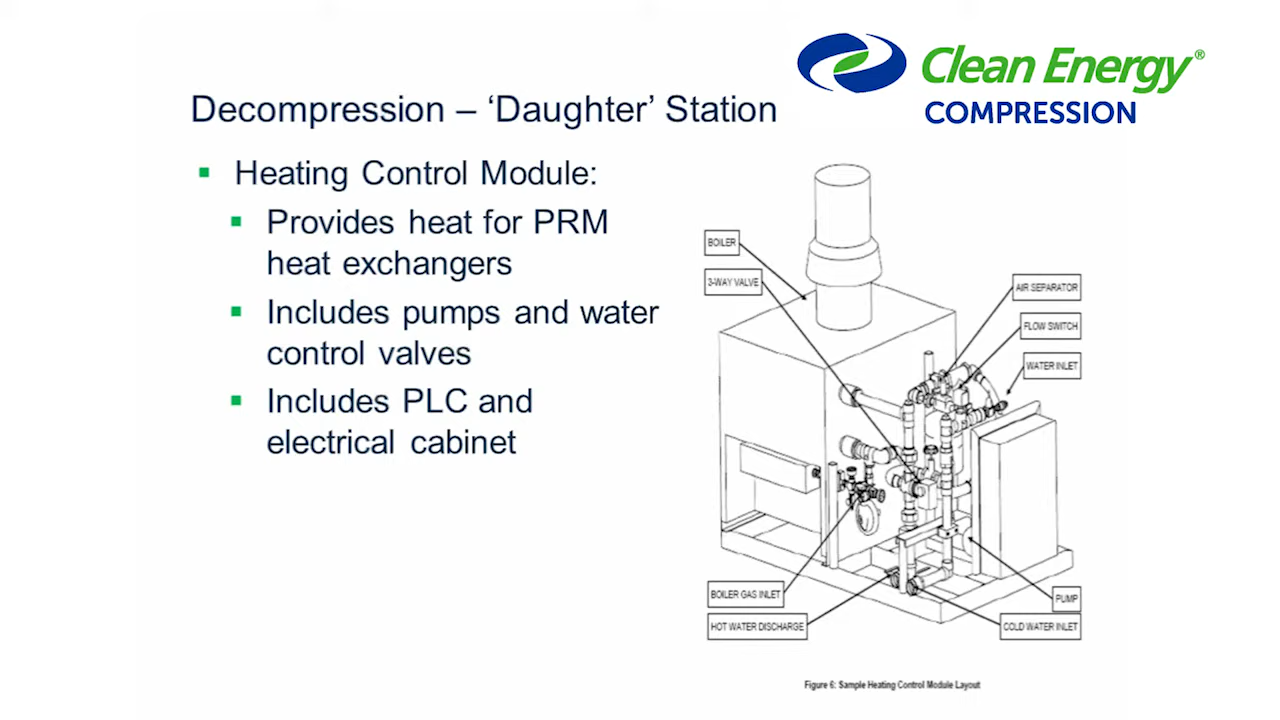 Clean Energy®
COMPRESSION
Decompression – ‘Daughter’ Station
▪ Heating Control Module:
▪ Provides heat for PRM
heat exchangers
▪ Includes pumps and water
control valves
▪ Includes PLC and
electrical cabinet
BOILER
3-WAY VALVE
AIR SEPARATOR
FLOW SWITCH
WATER INLET
BOILER GAS INLET
HOT WATER DISCHARGE
PUMP
COLD WATER INLET
Figure 6: Sample Heating Control Module Layout